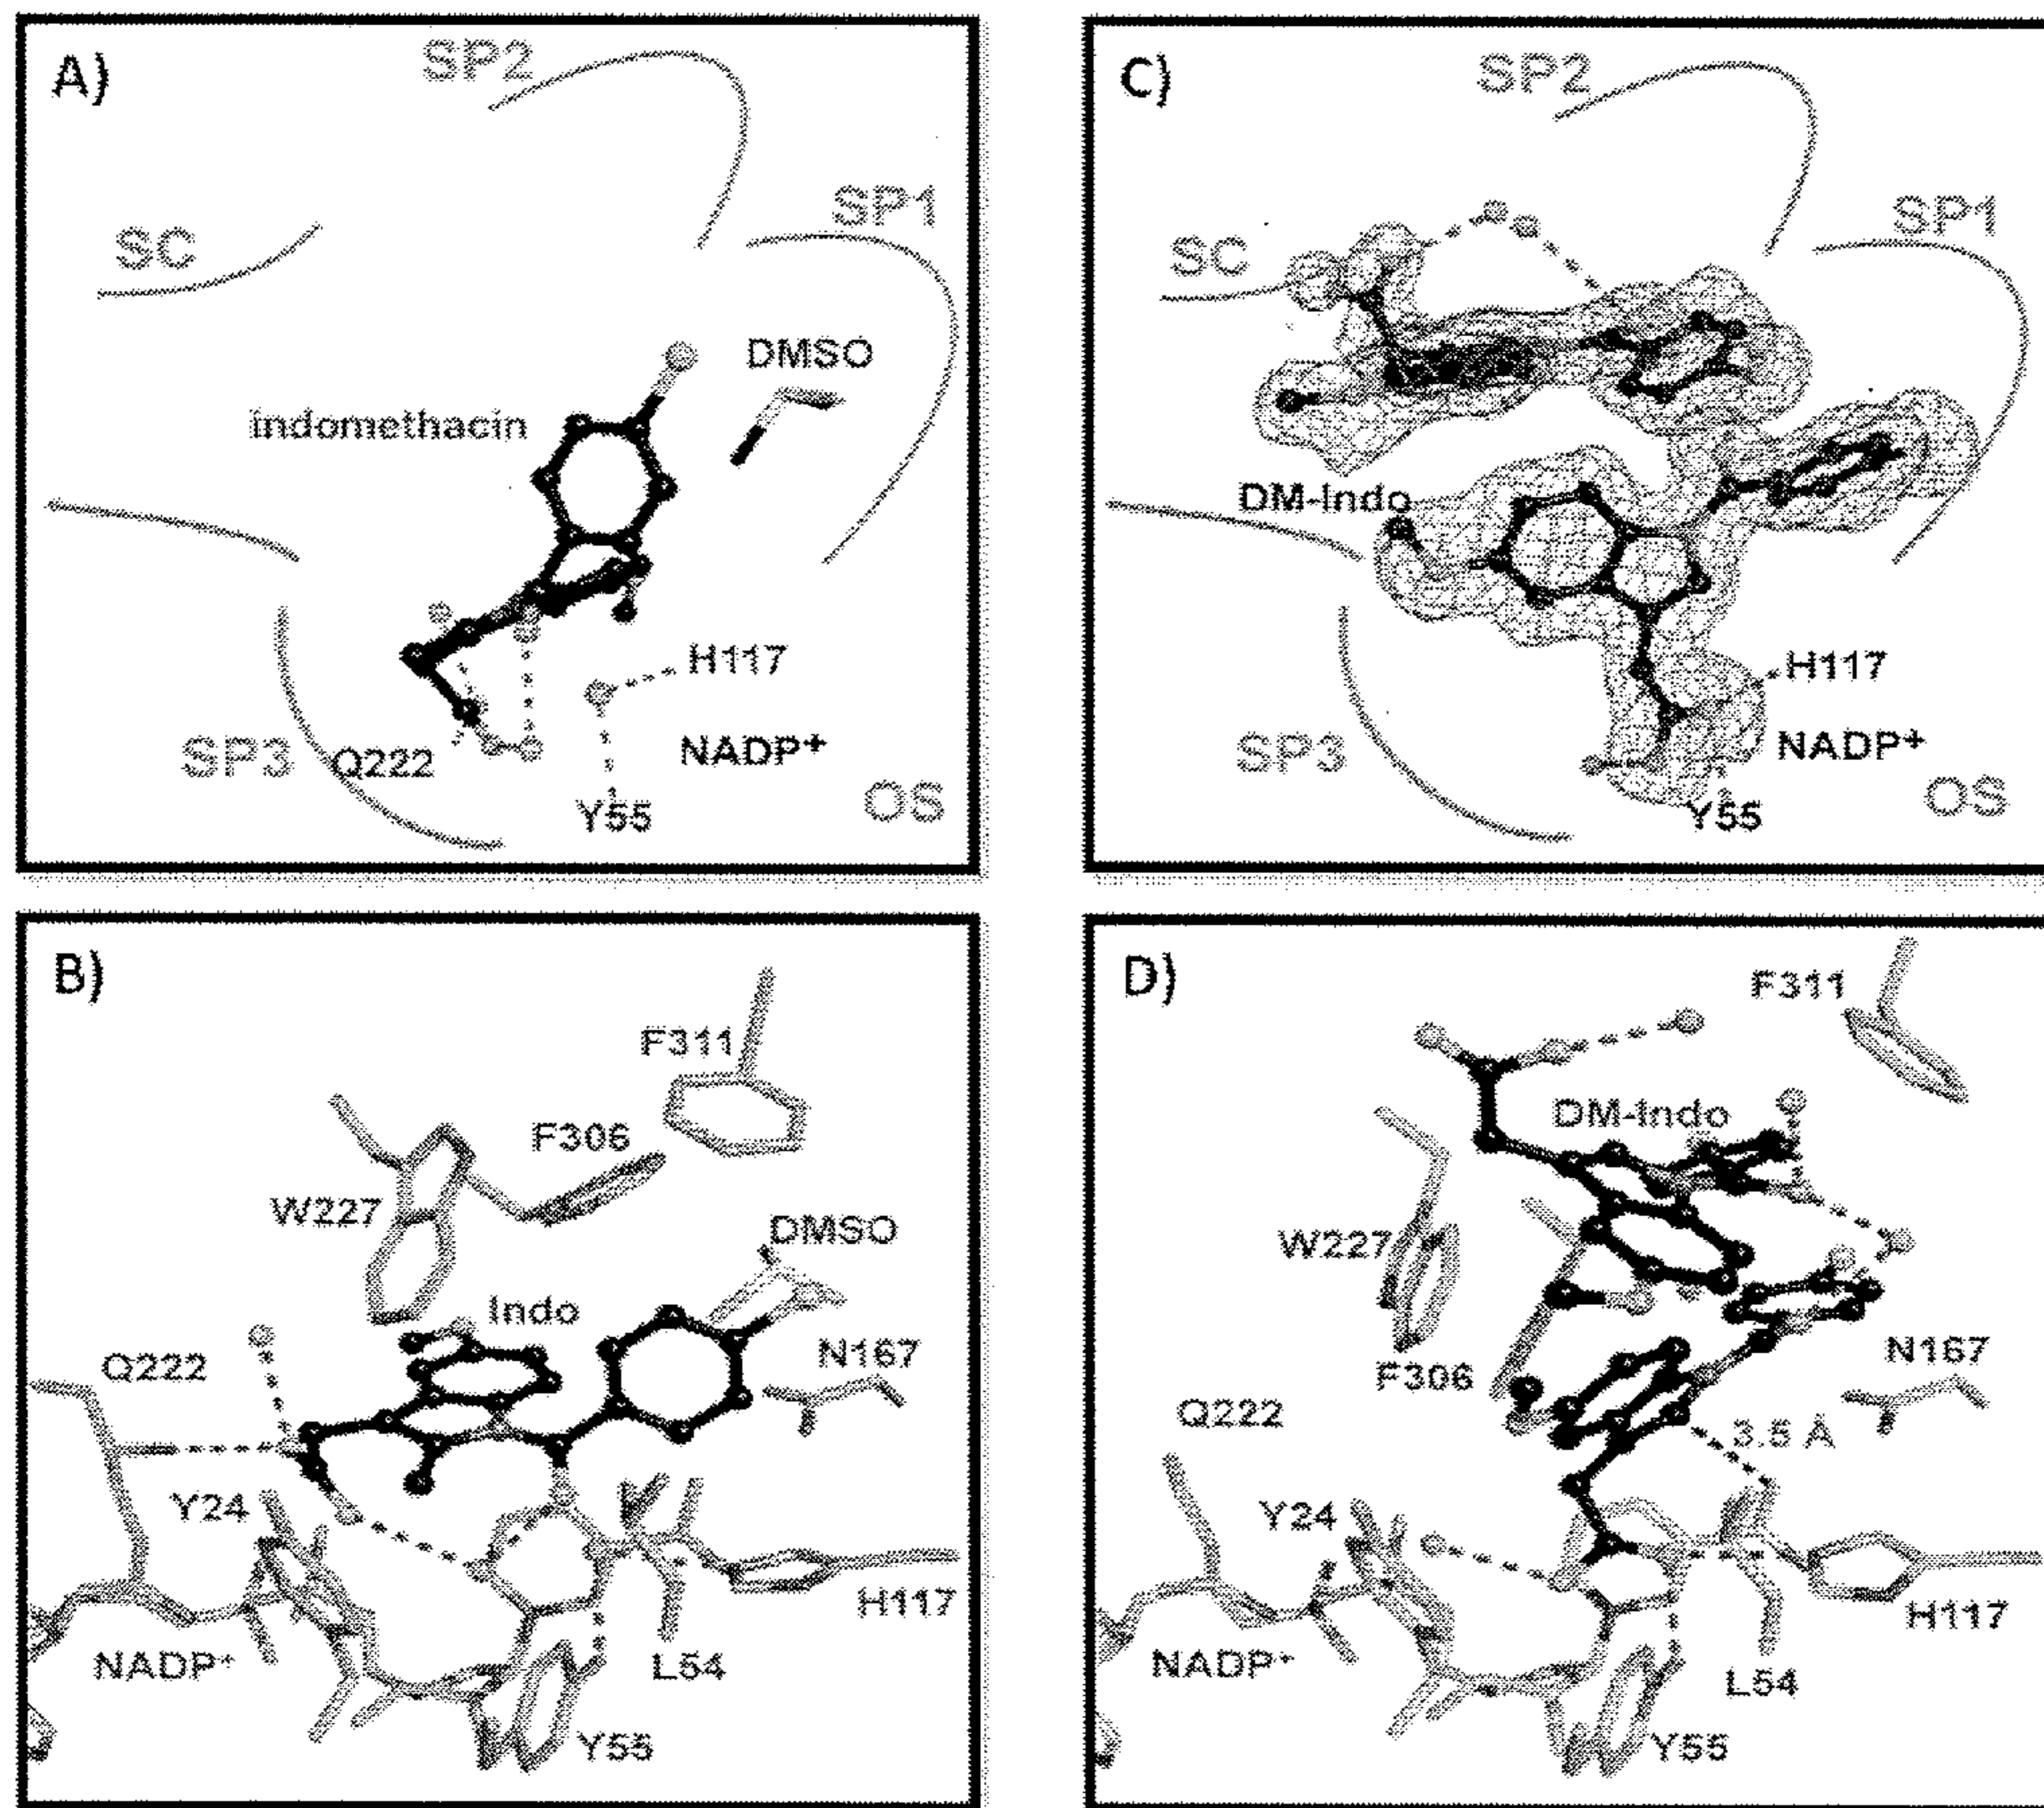 A)
SP2
SP1
SC
DMSO
indomethacin
H117
SP3
Q222
NADP+
Y55
OS
C)
SP2
SP1
SC
DM-Indo
H117
SP3
NADP+
Y55
OS
B)
F311
F306
W227
DMSO
Indo
Q222
N167
Y24
H117
NADP+
L54
Y55
D)
F311
DM-Indo
W227
F306
N167
Q222
3.5 Å
Y24
H117
NADP+
L54
Y55